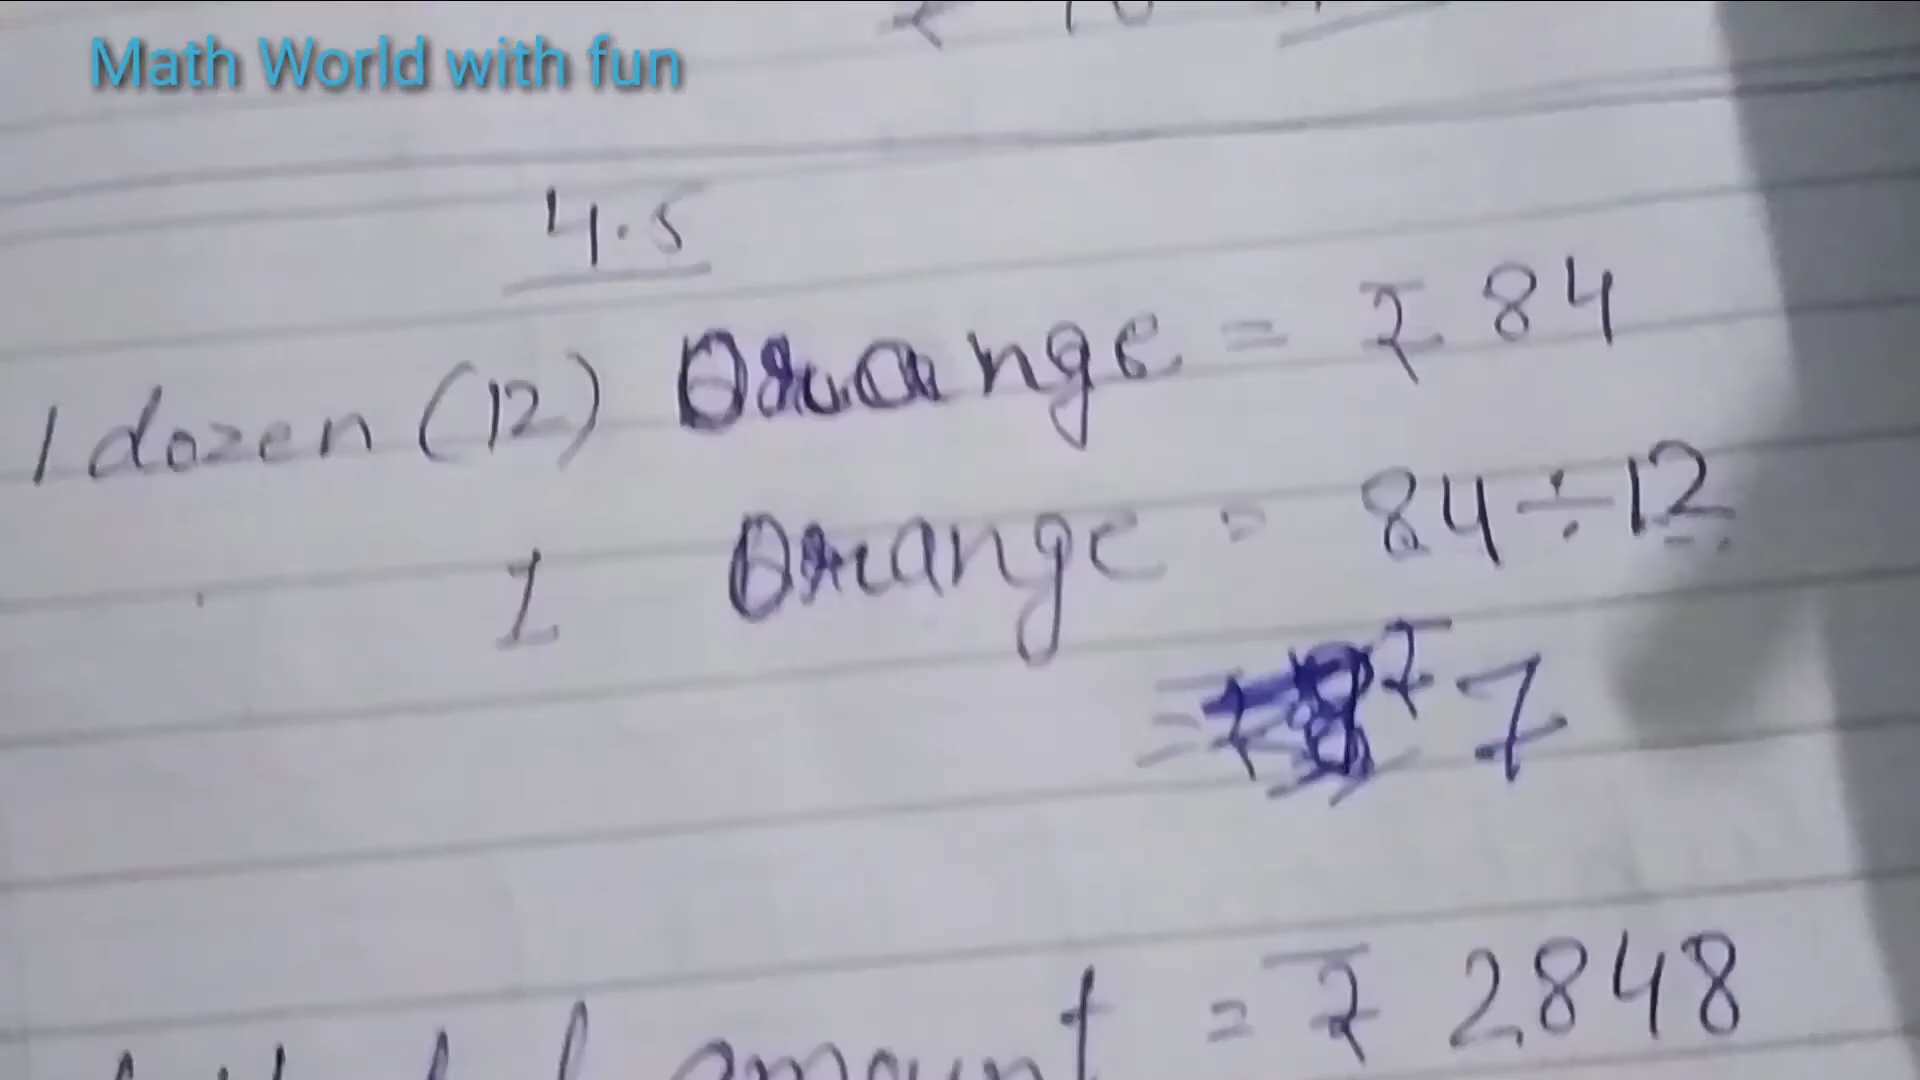 Math World with fun
4.5
1 dozen (12) Orange = ₹ 84
1 Orange = 84 ÷ 12
= ₹ 7
amount = ₹ 2848